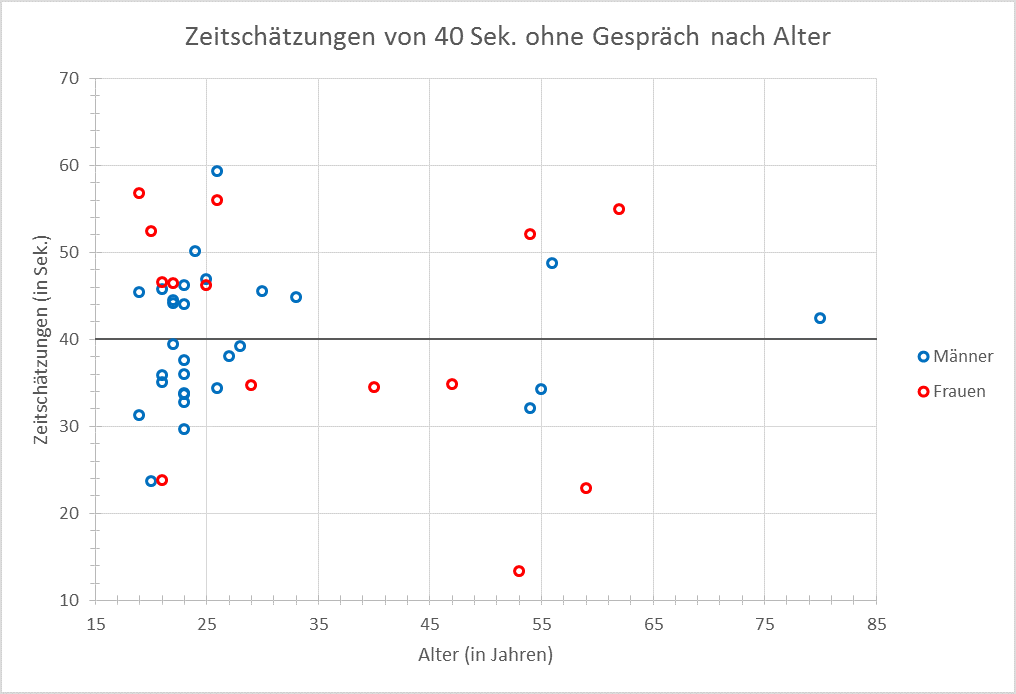 Zeitschätzungen von 40 Sek. ohne Gespräch nach Alter
Zeitschätzungen (in Sek.)
70
60
50
40
30
20
10
15 25 35 45 55 65 75 85
Alter (in Jahren)
Männer
Frauen